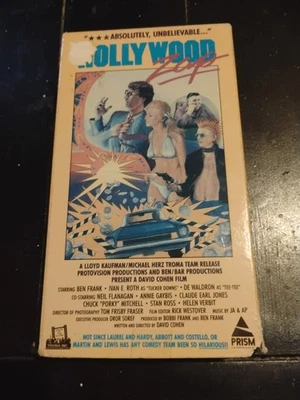 "★★★ABSOLUTELY, UNBELIEVABLE..."
HOLLYWOOD
Zap
A LLOYD KAUFMAN/MICHAEL HERZ TROMA TEAM RELEASE
PROTOVISION PRODUCTIONS AND BEN/BAR PRODUCTIONS
PRESENT A DAVID COHEN FILM
STARRING BEN FRANK • IVAN E. ROTH AS "TUCKER DOWNS" • DE WALDRON AS "TEE-TEE"
CO-STARRING NEIL FLANAGAN • ANNIE GAYBIS • CLAUDE EARL JONES
CHUCK "PORKY" MITCHELL • STAN ROSS • HELEN VERBIT
DIRECTOR OF PHOTOGRAPHY TOM FRISBY FRASER FILM EDITOR RICK WESTOVER MUSIC BY JA & AP
EXECUTIVE PRODUCER DROR SOREF PRODUCED BY BOBBI FRANK AND BEN FRANK
WRITTEN AND DIRECTED BY DAVID COHEN
NOT SINCE LAUREL AND HARDY, ABBOTT AND COSTELLO, OR
MARTIN AND LEWIS HAS ANY COMEDY TEAM BEEN SO HILARIOUS!!
PRISM